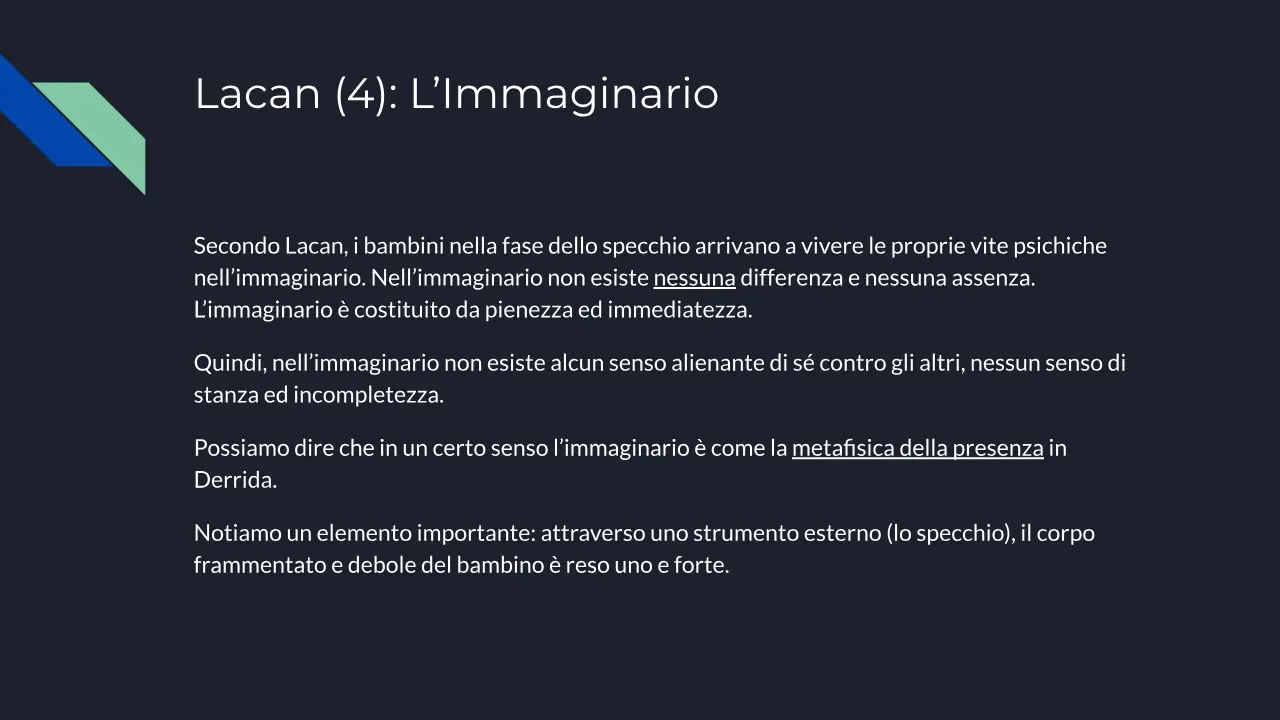 Lacan (4): L’Immaginario
Secondo Lacan, i bambini nella fase dello specchio arrivano a vivere le proprie vite psichiche
nell’immaginario. Nell’immaginario non esiste nessuna differenza e nessuna assenza.
L’immaginario è costituito da pienezza ed immediatezza.
Quindi, nell’immaginario non esiste alcun senso alienante di sé contro gli altri, nessun senso di
stanza ed incompletezza.
Possiamo dire che in un certo senso l’immaginario è come la metafisica della presenza in
Derrida.
Notiamo un elemento importante: attraverso uno strumento esterno (lo specchio), il corpo
frammentato e debole del bambino è reso uno e forte.